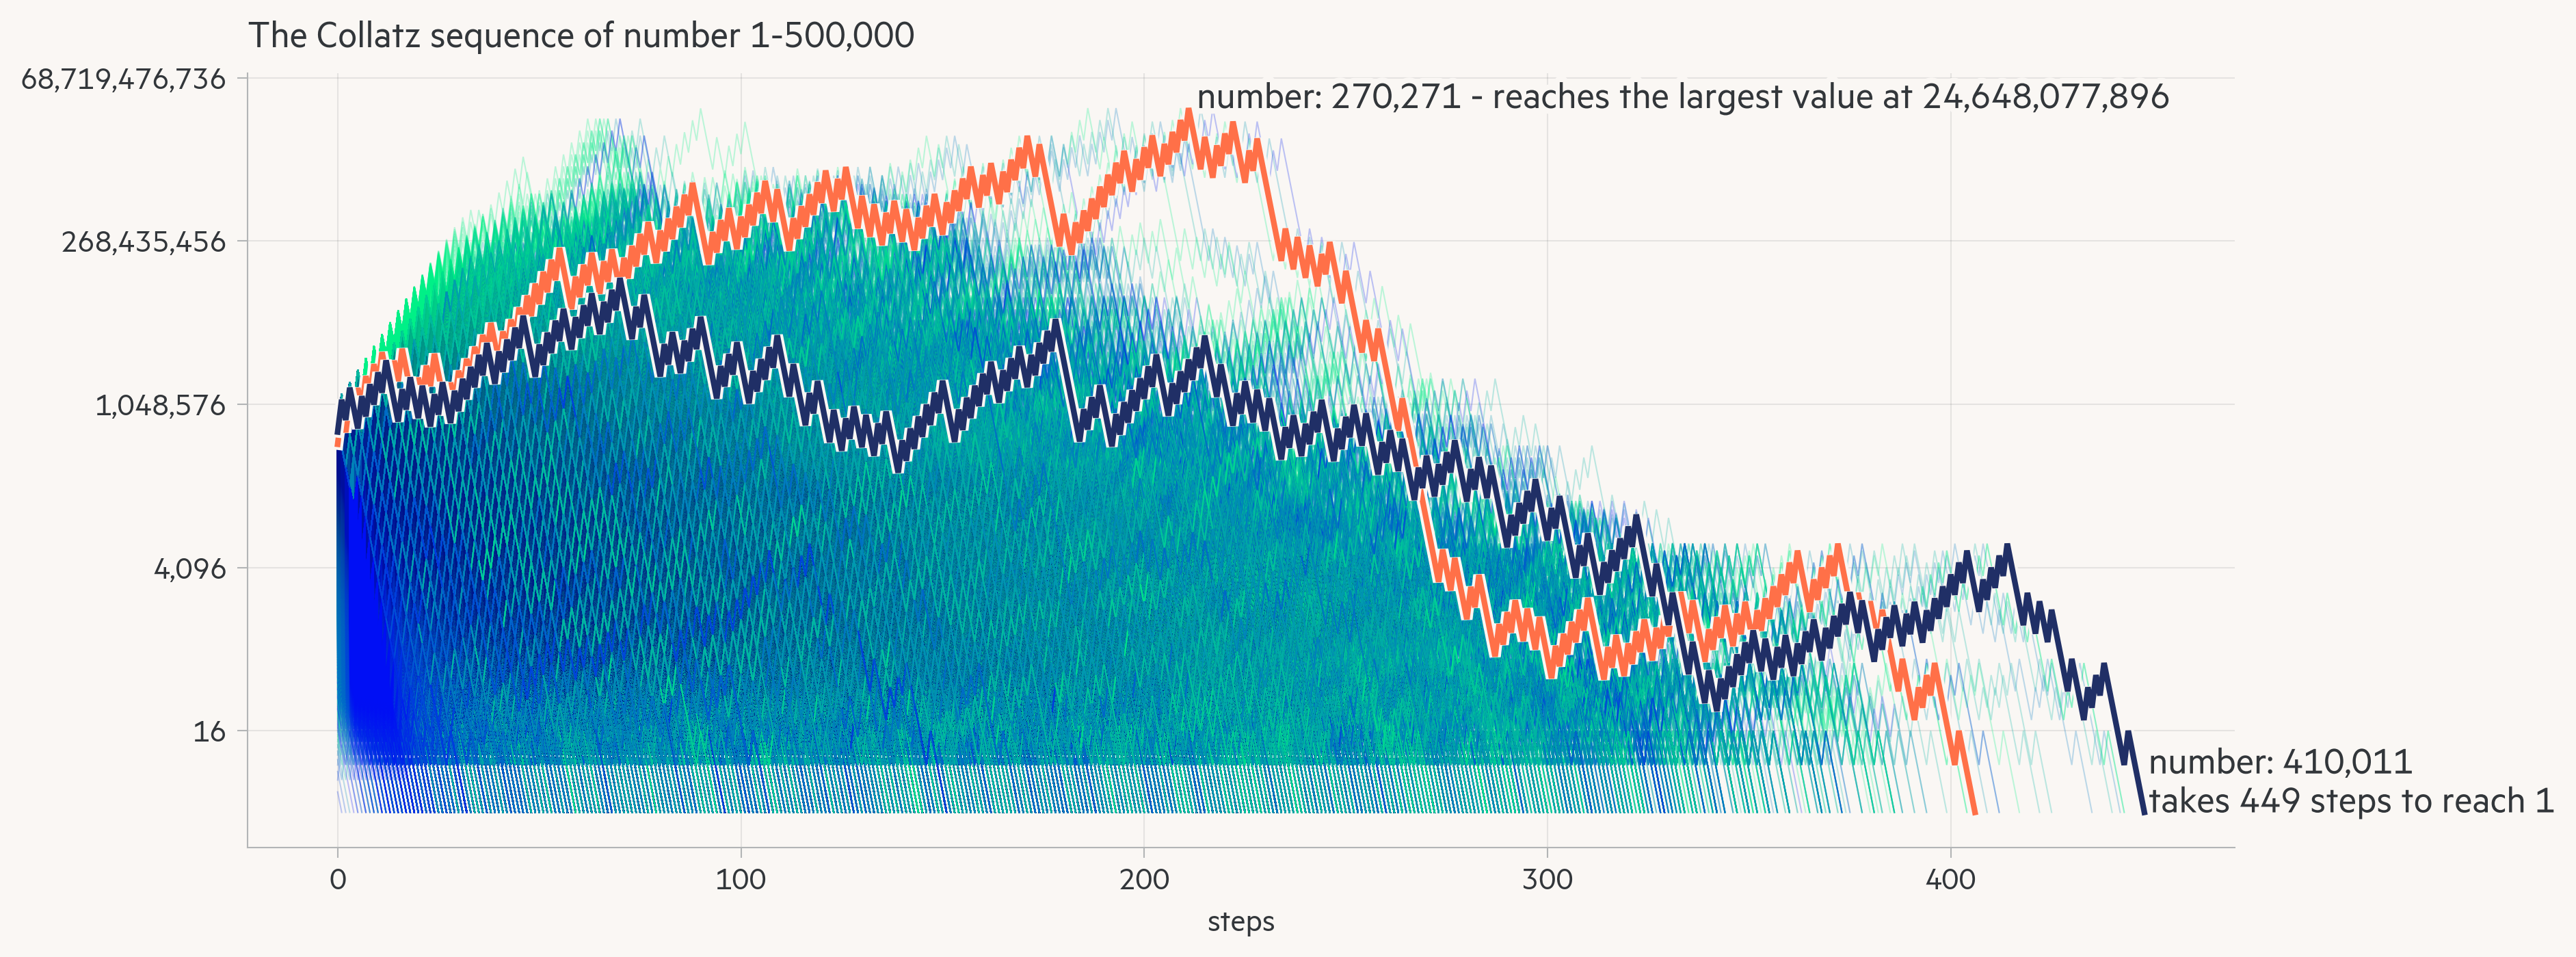 The Collatz sequence of number 1-500,000
68,719,476,736
number: 270,271 - reaches the largest value at 24,648,077,896
268,435,456
1,048,576
4,096
16
number: 410,011
takes 449 steps to reach 1
0 100 200 300 400
steps